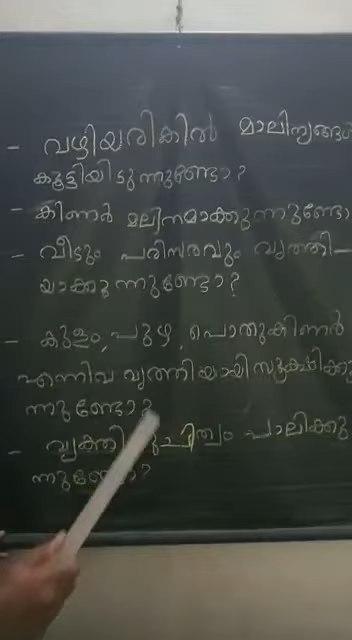 - വഴിയരികിൽ മാലിന്യങ്ങൾ
കൂട്ടിയിടുന്നുണ്ടോ?
- കിണർ മലിനമാക്കുന്നുണ്ടോ
- വീടും പരിസരവും വൃത്തി-
യാക്കുന്നുണ്ടോ?
- കുളം, പുഴ, പൊതുകിണർ
എന്നിവ വൃത്തിയായി സൂക്ഷിക്കു
ന്നുണ്ടോ?
- വ്യക്തിശുചിത്വം പാലിക്കു
ന്നുണ്ടോ?